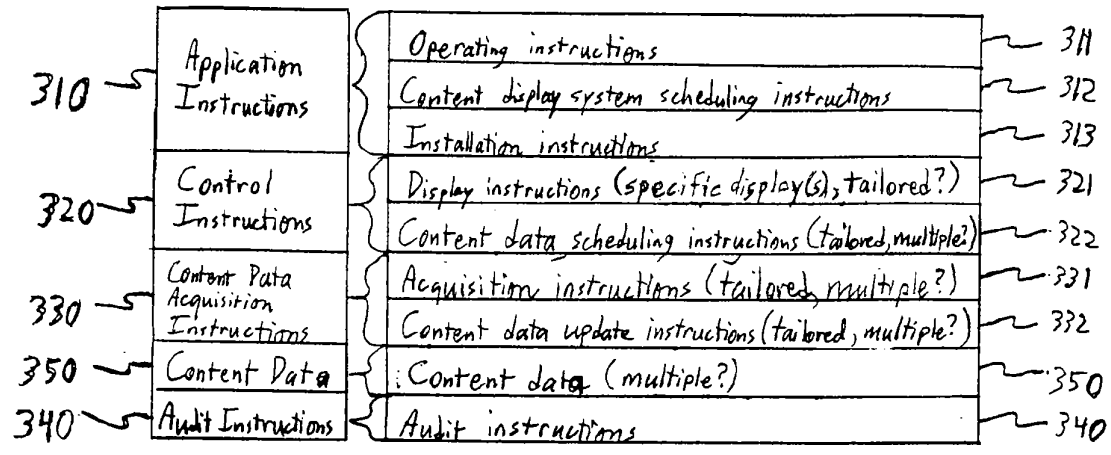 310
Application
Instructions
Operating instructions
311
Content display system scheduling instructions
312
Installation instructions
313
320
Control
Instructions
Display instructions (specific display(s), tailored?)
321
Content data scheduling instructions (tailored, multiple?)
322
330
Content Data
Acquisition
Instructions
Acquisition instructions (tailored, multiple?)
331
Content data update instructions (tailored, multiple?)
332
350
Content Data
Content data (multiple?)
350
340
Audit Instructions
Audit instructions
340